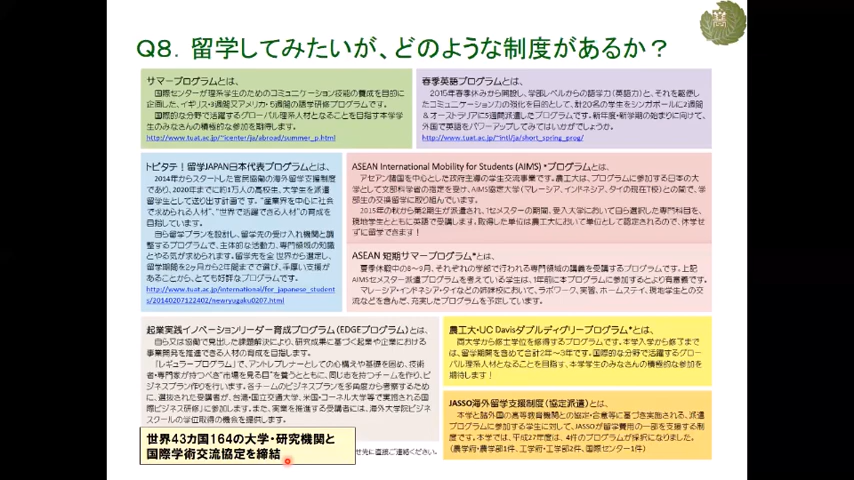 Q8. 留学してみたいが、どのような制度があるか？
サマープログラムとは、
国際センターが理系学生のためのコミュニケーション技能の養成を目的に
企画した、イギリス・3週間又アメリカ・5週間の語学研修プログラムです。
国際的な分野で活躍するグローバル理系人材となることを目指す本学学
生のみなさんの積極的な参加を期待します。
http://www.tuat.ac.jp/~icenter/ja/abroad/summer_p.html
春季英語プログラムとは、
2015年春季休みから開設し、学部レベルからの語学力(英語力)と、それを駆使し
たコミュニケーション力の強化を目的として、計20名の学生をシンガポールに2週間
&オーストラリアに5週間派遣したプログラムです。新年度・新学期の始まりに向けて、
外国で英語をパワーアップしてみてはいかがでしょうか。
http://www.tuat.ac.jp/~intl/ja/short_spring_prog/
トビタテ！留学JAPAN日本代表プログラムとは、
2014年からスタートした官民協働の海外留学支援制度
であり、2020年までに約1万人の高校生、大学生を派遣
留学生として送り出す計画です。"産業界を中心に社会
で求められる人材"、"世界で活躍できる人材"の育成を
目指しています。
自ら留学プランを設計し、留学先の受け入れ機関と調
整するプログラムで、主体的な活動力、専門領域の知識
とやる気が求められます。留学先を全世界から選定し、
留学期間を2ヶ月から2年間までで選び、手厚い支援が
あることから、とても好評なプログラムです。
http://www.tuat.ac.jp/international/for_japanese_student
s/20140207122402/newryugaku0207.html
ASEAN International Mobility for Students (AIMS) *プログラムとは、
アセアン諸国を中心とした政府主導の学生交流事業です。農工大は、プログラムに参加する日本の大
学として文部科学省の指定を受け、AIMS協定大学(マレーシア、インドネシア、タイの現在7校)との間で、学
部生の交換留学に取り組んでいます。
2015年の秋から第2期生が派遣され、1セメスターの期間、受入大学において自ら選択した専門科目を、
現地学生とともに英語で受講します。取得した単位は農工大において単位として認定されるので、休学せ
ずに留学できます！
ASEAN 短期サマープログラム*とは、
夏季休暇中の8〜9月、それぞれの学部で行われる専門領域の講義を受講するプログラムです。上記
AIMSセメスター派遣プログラムを考えている学生は、1年前に本プログラムに参加するとより有意義です。
マレーシア・インドネシア・タイなどの姉妹校において、ラボワーク、実習、ホームステイ、現地学生との交
流などを含んだ、充実したプログラムを予定しています。
起業実践イノベーションリーダー育成プログラム(EDGEプログラム)とは、
自ら又は協働で見出した課題解決により、研究成果に基づく起業や企業における
事業開発を推進できる人材の育成を目指します。
「レギュラープログラム」で、アントレプレナーとしての心構えや基礎を固め、技術
者・専門家が持つべき"市場を見る目"を養うとともに、同じ志を持つチームを作り、ビ
ジネスプラン作りを行います。各チームのビジネスプランを多角度から考察するため
に、選抜された受講者が、台湾・国立交通大学、米国・コーネル大学等で実施される国
際ビジネス研修」に参加します。また、実業を推進する受講者には、海外大学院ビジネ
ススクールの学位取得の機会を提供します。
農工大・UC Davisダブルディグリープログラム*とは、
両大学から修士学位を修得するプログラムです。本学入学から修了まで
は、留学期間を含めて合計2年〜3年です。国際的な分野で活躍するグロー
バル理系人材となることを目指す、本学学生のみなさんの積極的な参加を
期待します！
JASSO海外留学支援制度(協定派遣)とは、
本学と諸外国の高等教育機関との協定・合意等に基づき実施される、派遣
プログラムに参加する学生に対して、JASSOが留学費用の一部を支援する制
度です。本学では、平成27年度は、4件のプログラムが採択になりました。
(農学府・農学部1件、工学府・工学部2件、国際センター1件)
世界43カ国164の大学・研究機関と
国際学術交流協定を締結
せ先に直接ご連絡ください。